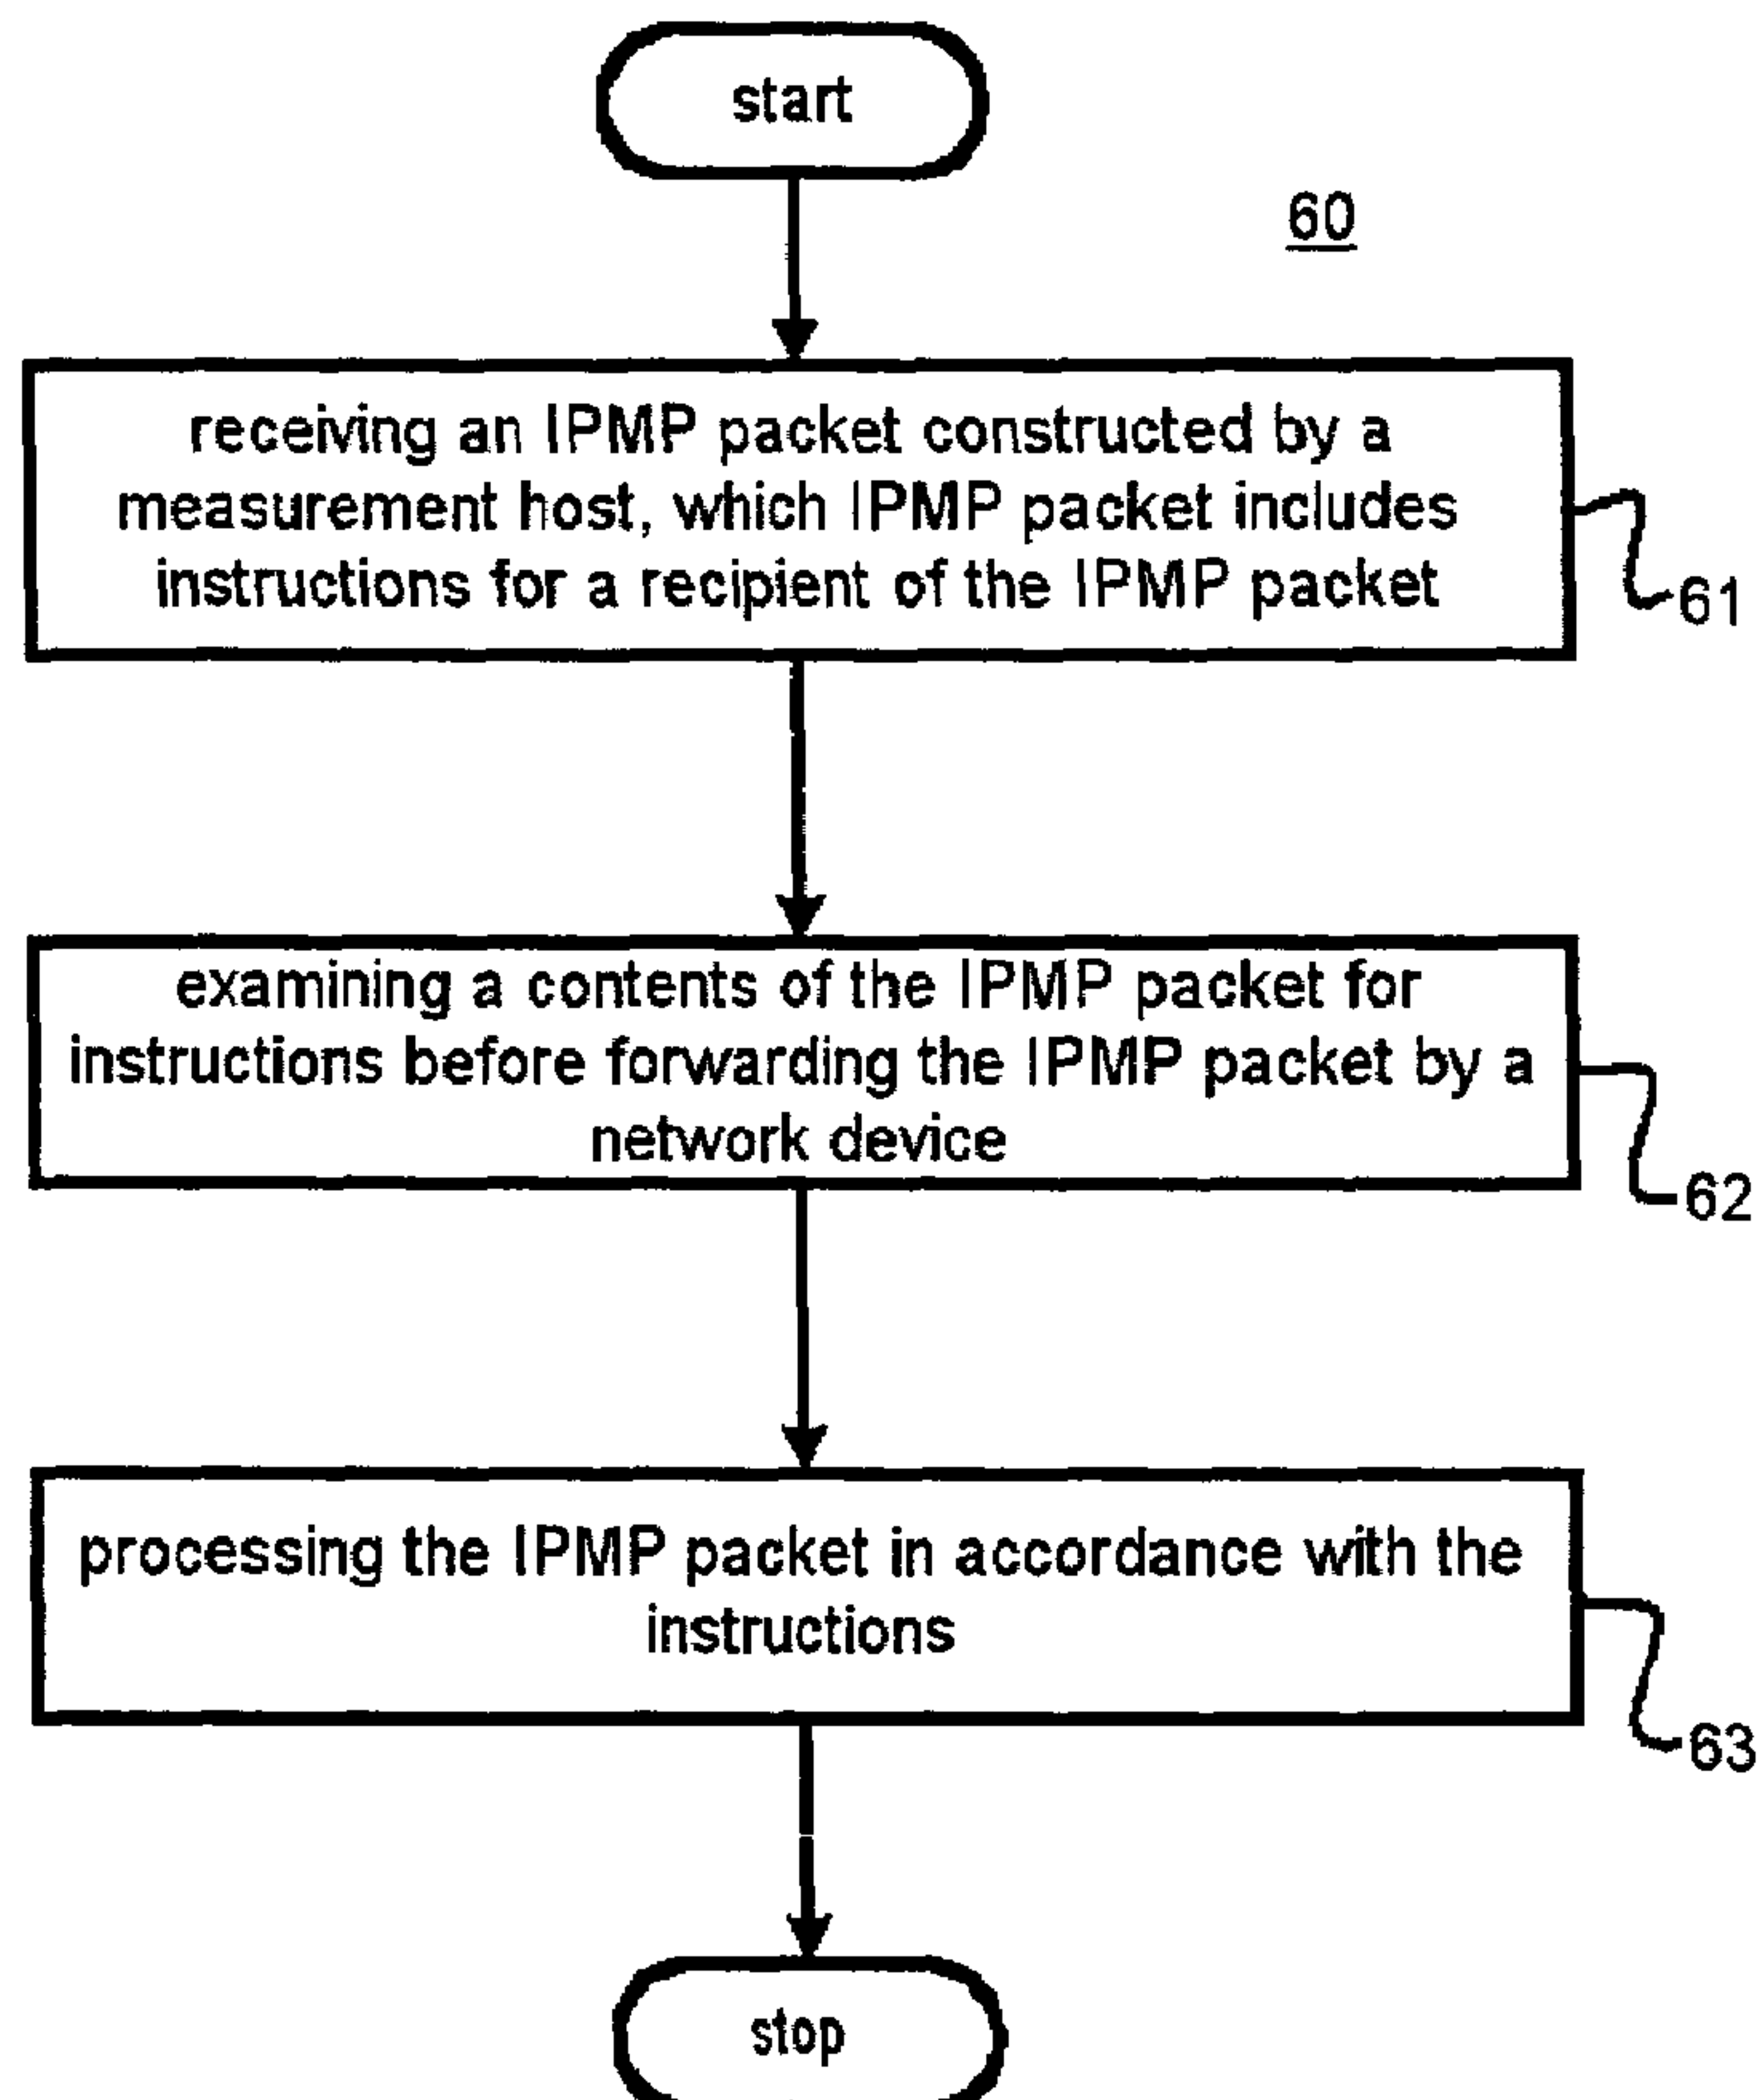 start
60
receiving an IPMP packet constructed by a
measurement host, which IPMP packet includes
instructions for a recipient of the IPMP packet
61
examining a contents of the IPMP packet for
instructions before forwarding the IPMP packet by a
network device
62
processing the IPMP packet in accordance with the
instructions
63
stop